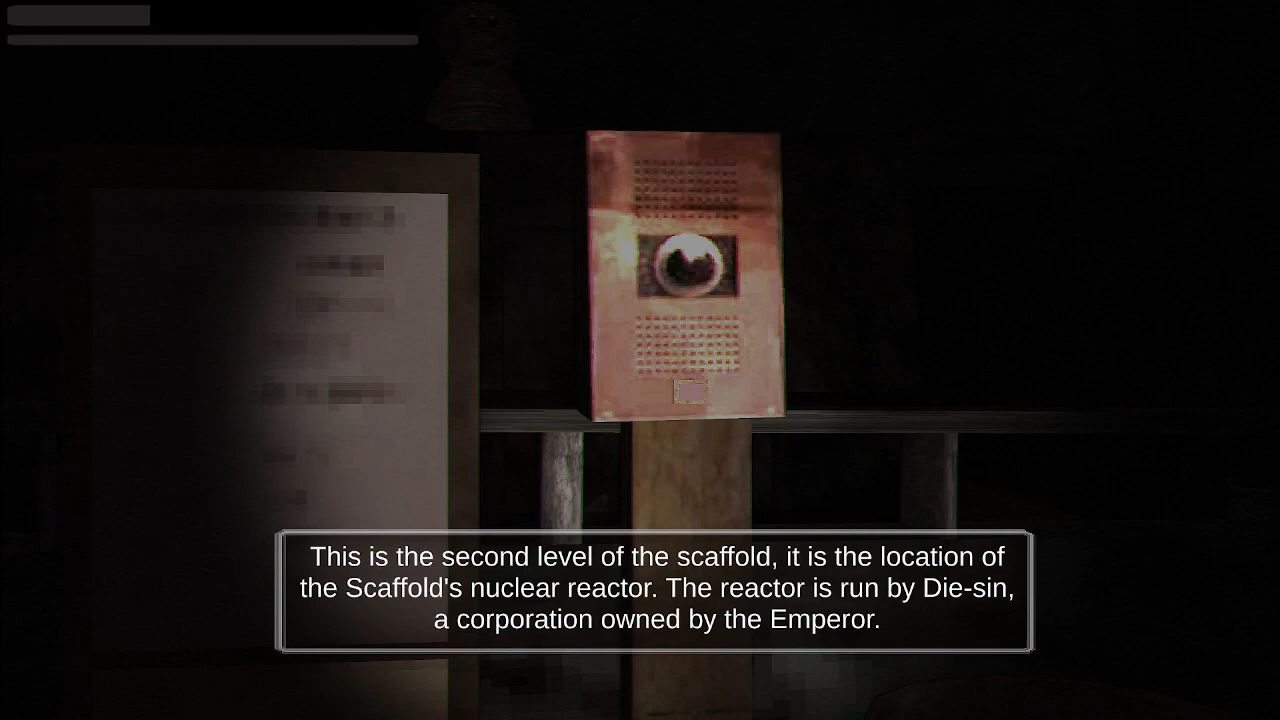 This is the second level of the scaffold, it is the location of
the Scaffold's nuclear reactor. The reactor is run by Die-sin,
a corporation owned by the Emperor.